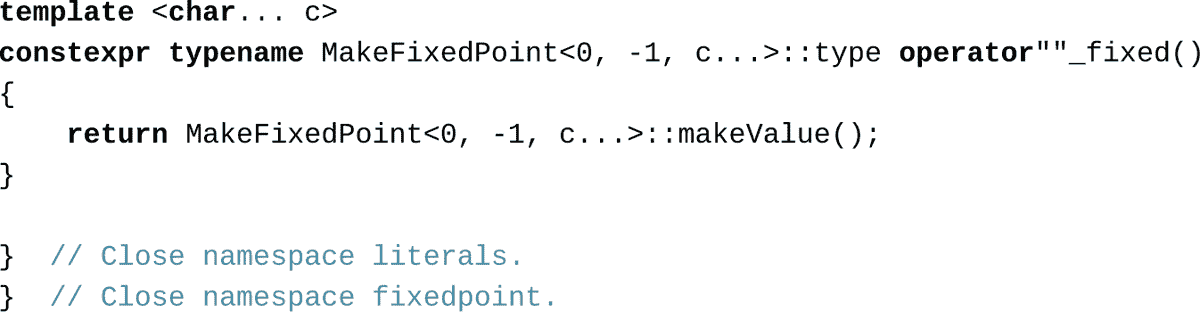 template <char... c>
constexpr typename MakeFixedPoint<0, -1, c...>::type operator""_fixed()
{
    return MakeFixedPoint<0, -1, c...>::makeValue();
}

}  // Close namespace literals.
}  // Close namespace fixedpoint.